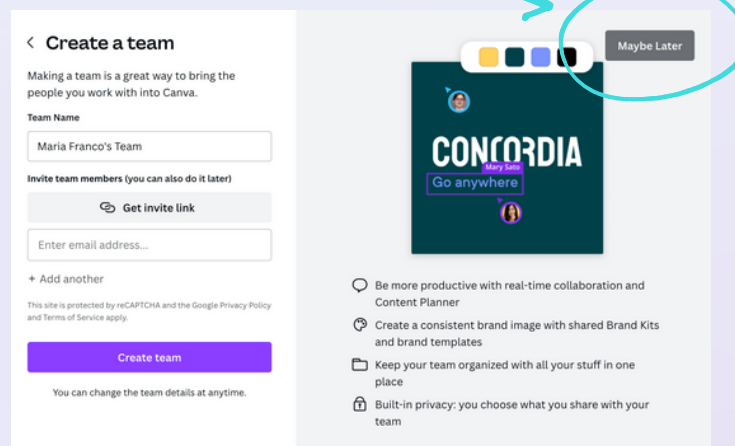 Create a team
Making a team is a great way to bring the
people you work with into Canva.
Team Name
Maria Franco's Team
Invite team members (you can also do it later)
Get invite link
Enter email address...
+ Add another
This site is protected by reCAPTCHA and the Google Privacy Policy
and Terms of Service apply.
Create team
You can change the team details at anytime.
Maybe Later
CONCORDIA
Mary Sato
Go anywhere
Be more productive with real-time collaboration and
Content Planner
Create a consistent brand image with shared Brand Kits
and brand templates
Keep your team organized with all your stuff in one
place
Built-in privacy: you choose what you share with your
team